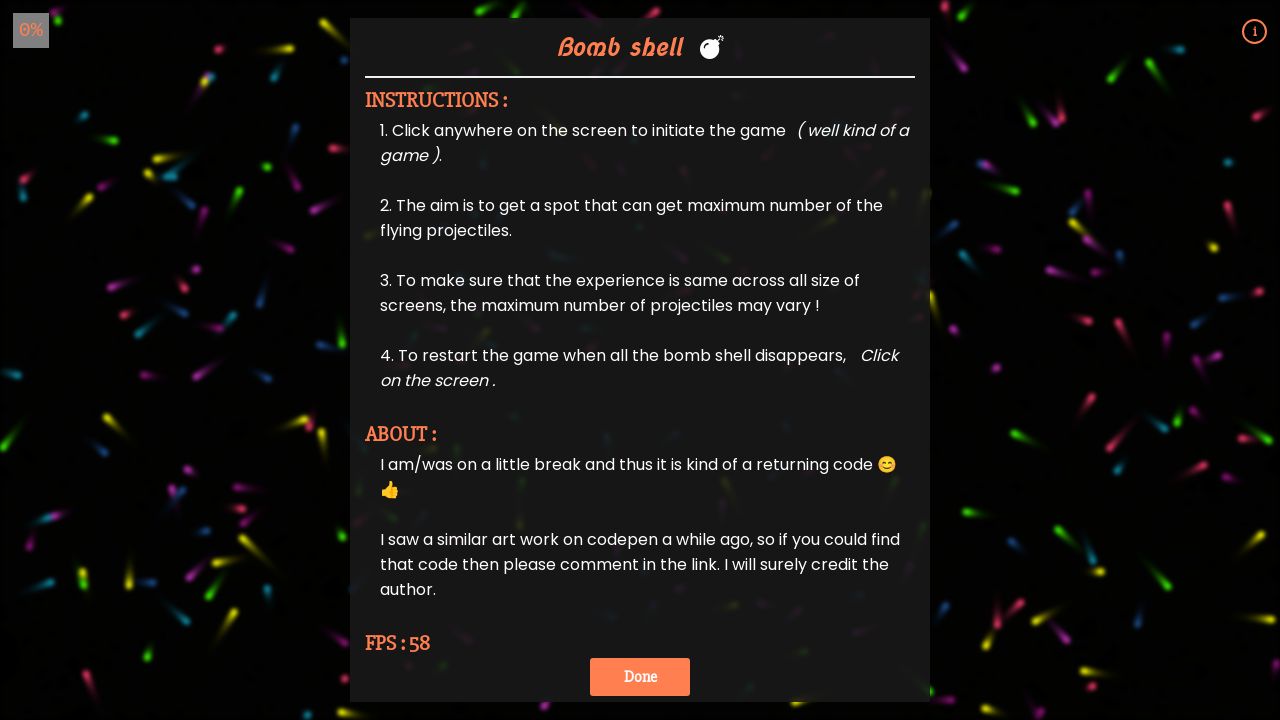 0%
i
Bomb shell 💣
INSTRUCTIONS :
1. Click anywhere on the screen to initiate the game ( well kind of a
game ).
2. The aim is to get a spot that can get maximum number of the
flying projectiles.
3. To make sure that the experience is same across all size of
screens, the maximum number of projectiles may vary !
4. To restart the game when all the bomb shell disappears, Click
on the screen .
ABOUT :
I am/was on a little break and thus it is kind of a returning code 😊
👍
I saw a similar art work on codepen a while ago, so if you could find
that code then please comment in the link. I will surely credit the
author.
FPS : 58
Done